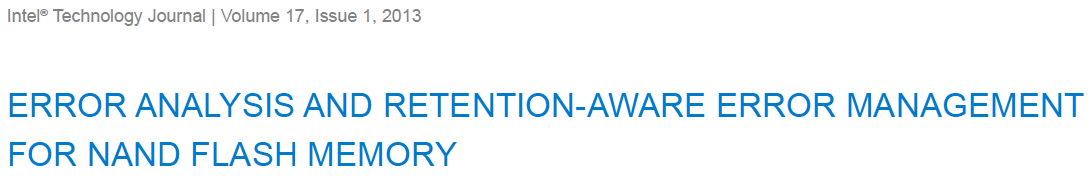 Intel® Technology Journal | Volume 17, Issue 1, 2013
ERROR ANALYSIS AND RETENTION-AWARE ERROR MANAGEMENT
FOR NAND FLASH MEMORY